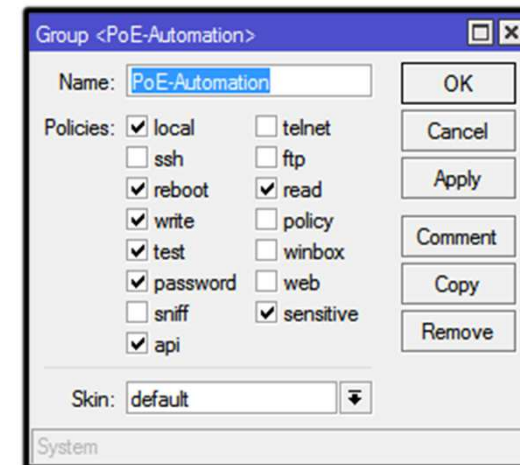 Group <PoE-Automation>
Name: PoE-Automation
OK
Policies: local telnet
Cancel
ssh ftp
reboot read
Apply
write policy
test winbox
Comment
password web
Copy
sniff sensitive
Remove
api
Skin: default
System